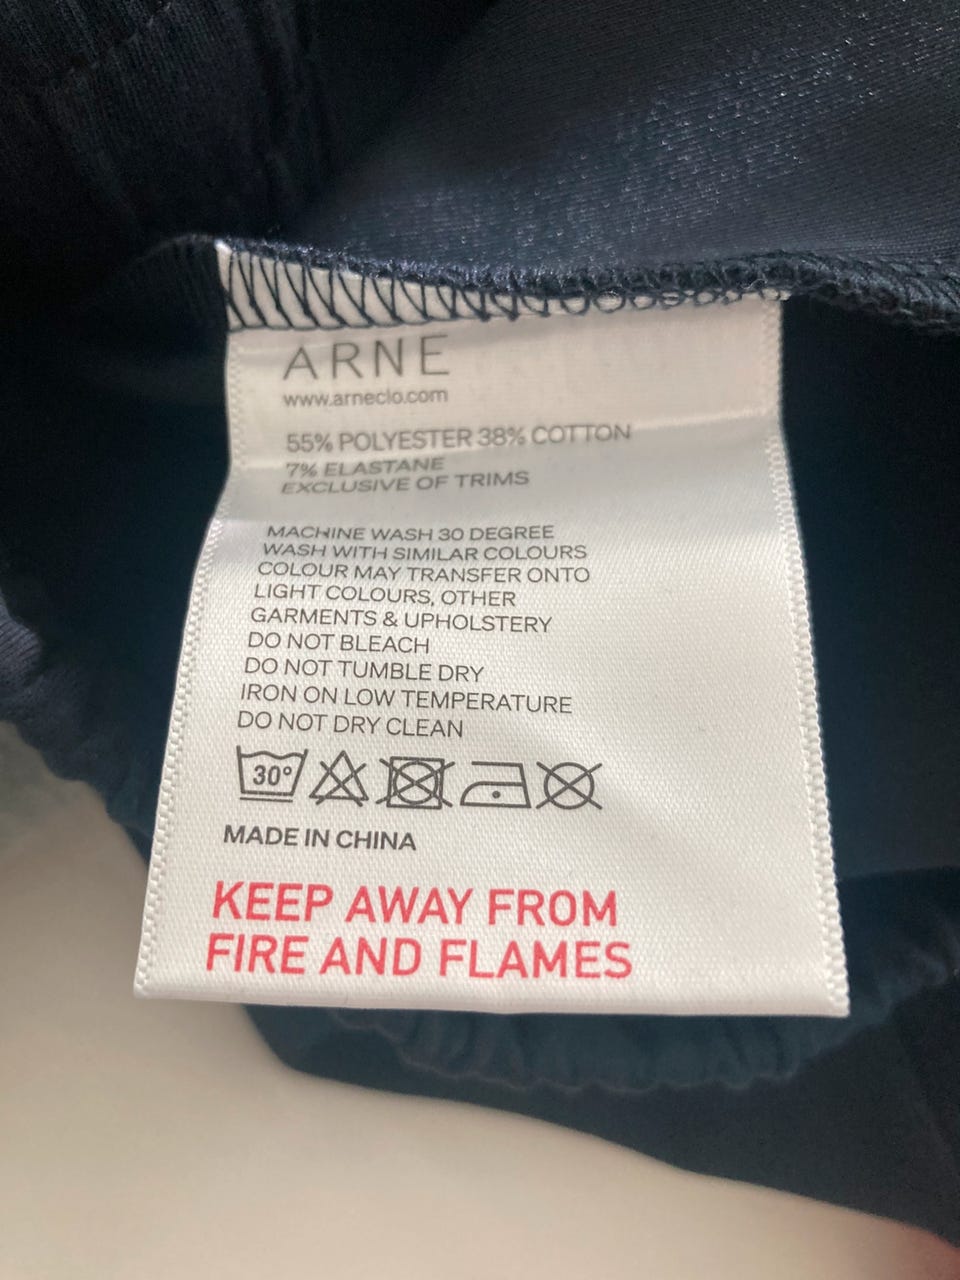 ARNE
www.arneclo.com
55% POLYESTER 38% COTTON
7% ELASTANE
EXCLUSIVE OF TRIMS
MACHINE WASH 30 DEGREE
WASH WITH SIMILAR COLOURS
COLOUR MAY TRANSFER ONTO
LIGHT COLOURS, OTHER
GARMENTS & UPHOLSTERY
DO NOT BLEACH
DO NOT TUMBLE DRY
IRON ON LOW TEMPERATURE
DO NOT DRY CLEAN
30°
MADE IN CHINA
KEEP AWAY FROM
FIRE AND FLAMES